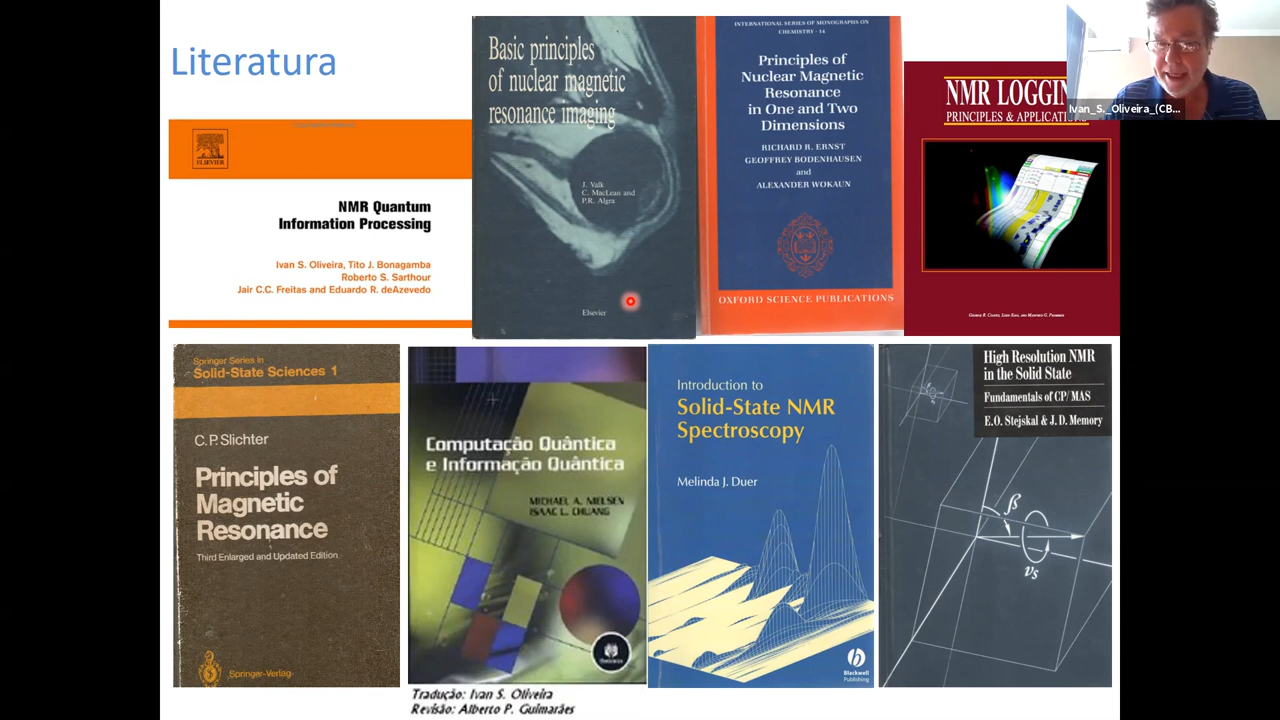 Literatura
ELSEVIER
NMR Quantum
Information Processing
Ivan S. Oliveira, Tito J. Bonagamba
Roberto S. Sarthour
Jair C.C. Freitas and Eduardo R. deAzevedo
Basic principles
of nuclear magnetic
resonance imaging
J. Valk
C. MacLean and
P.R. Algra
Elsevier
INTERNATIONAL SERIES OF MONOGRAPHS ON
CHEMISTRY · 14
Principles of
Nuclear Magnetic
Resonance
in One and Two
Dimensions
RICHARD R. ERNST
GEOFFREY BODENHAUSEN
and
ALEXANDER WOKAUN
OXFORD SCIENCE PUBLICATIONS
NMR LOGGIN
PRINCIPLES & APPLICATI
Ivan_S._Oliveira_(CB...
Springer Series in
Solid-State Sciences 1
C.P. Slichter
Principles of
Magnetic
Resonance
Third Enlarged and Updated Edition
Springer-Verlag
Computação Quântica
e Informação Quântica
MICHAEL A. NIELSEN
ISAAC L. CHUANG
Tradução: Ivan S. Oliveira
Revisão: Alberto P. Guimarães
Introduction to
Solid-State NMR
Spectroscopy
Melinda J. Duer
Blackwell
Publishing
High Resolution NMR
in the Solid State
Fundamentals of CP/MAS
E.O. Stejskal & J.D. Memory
β
νs